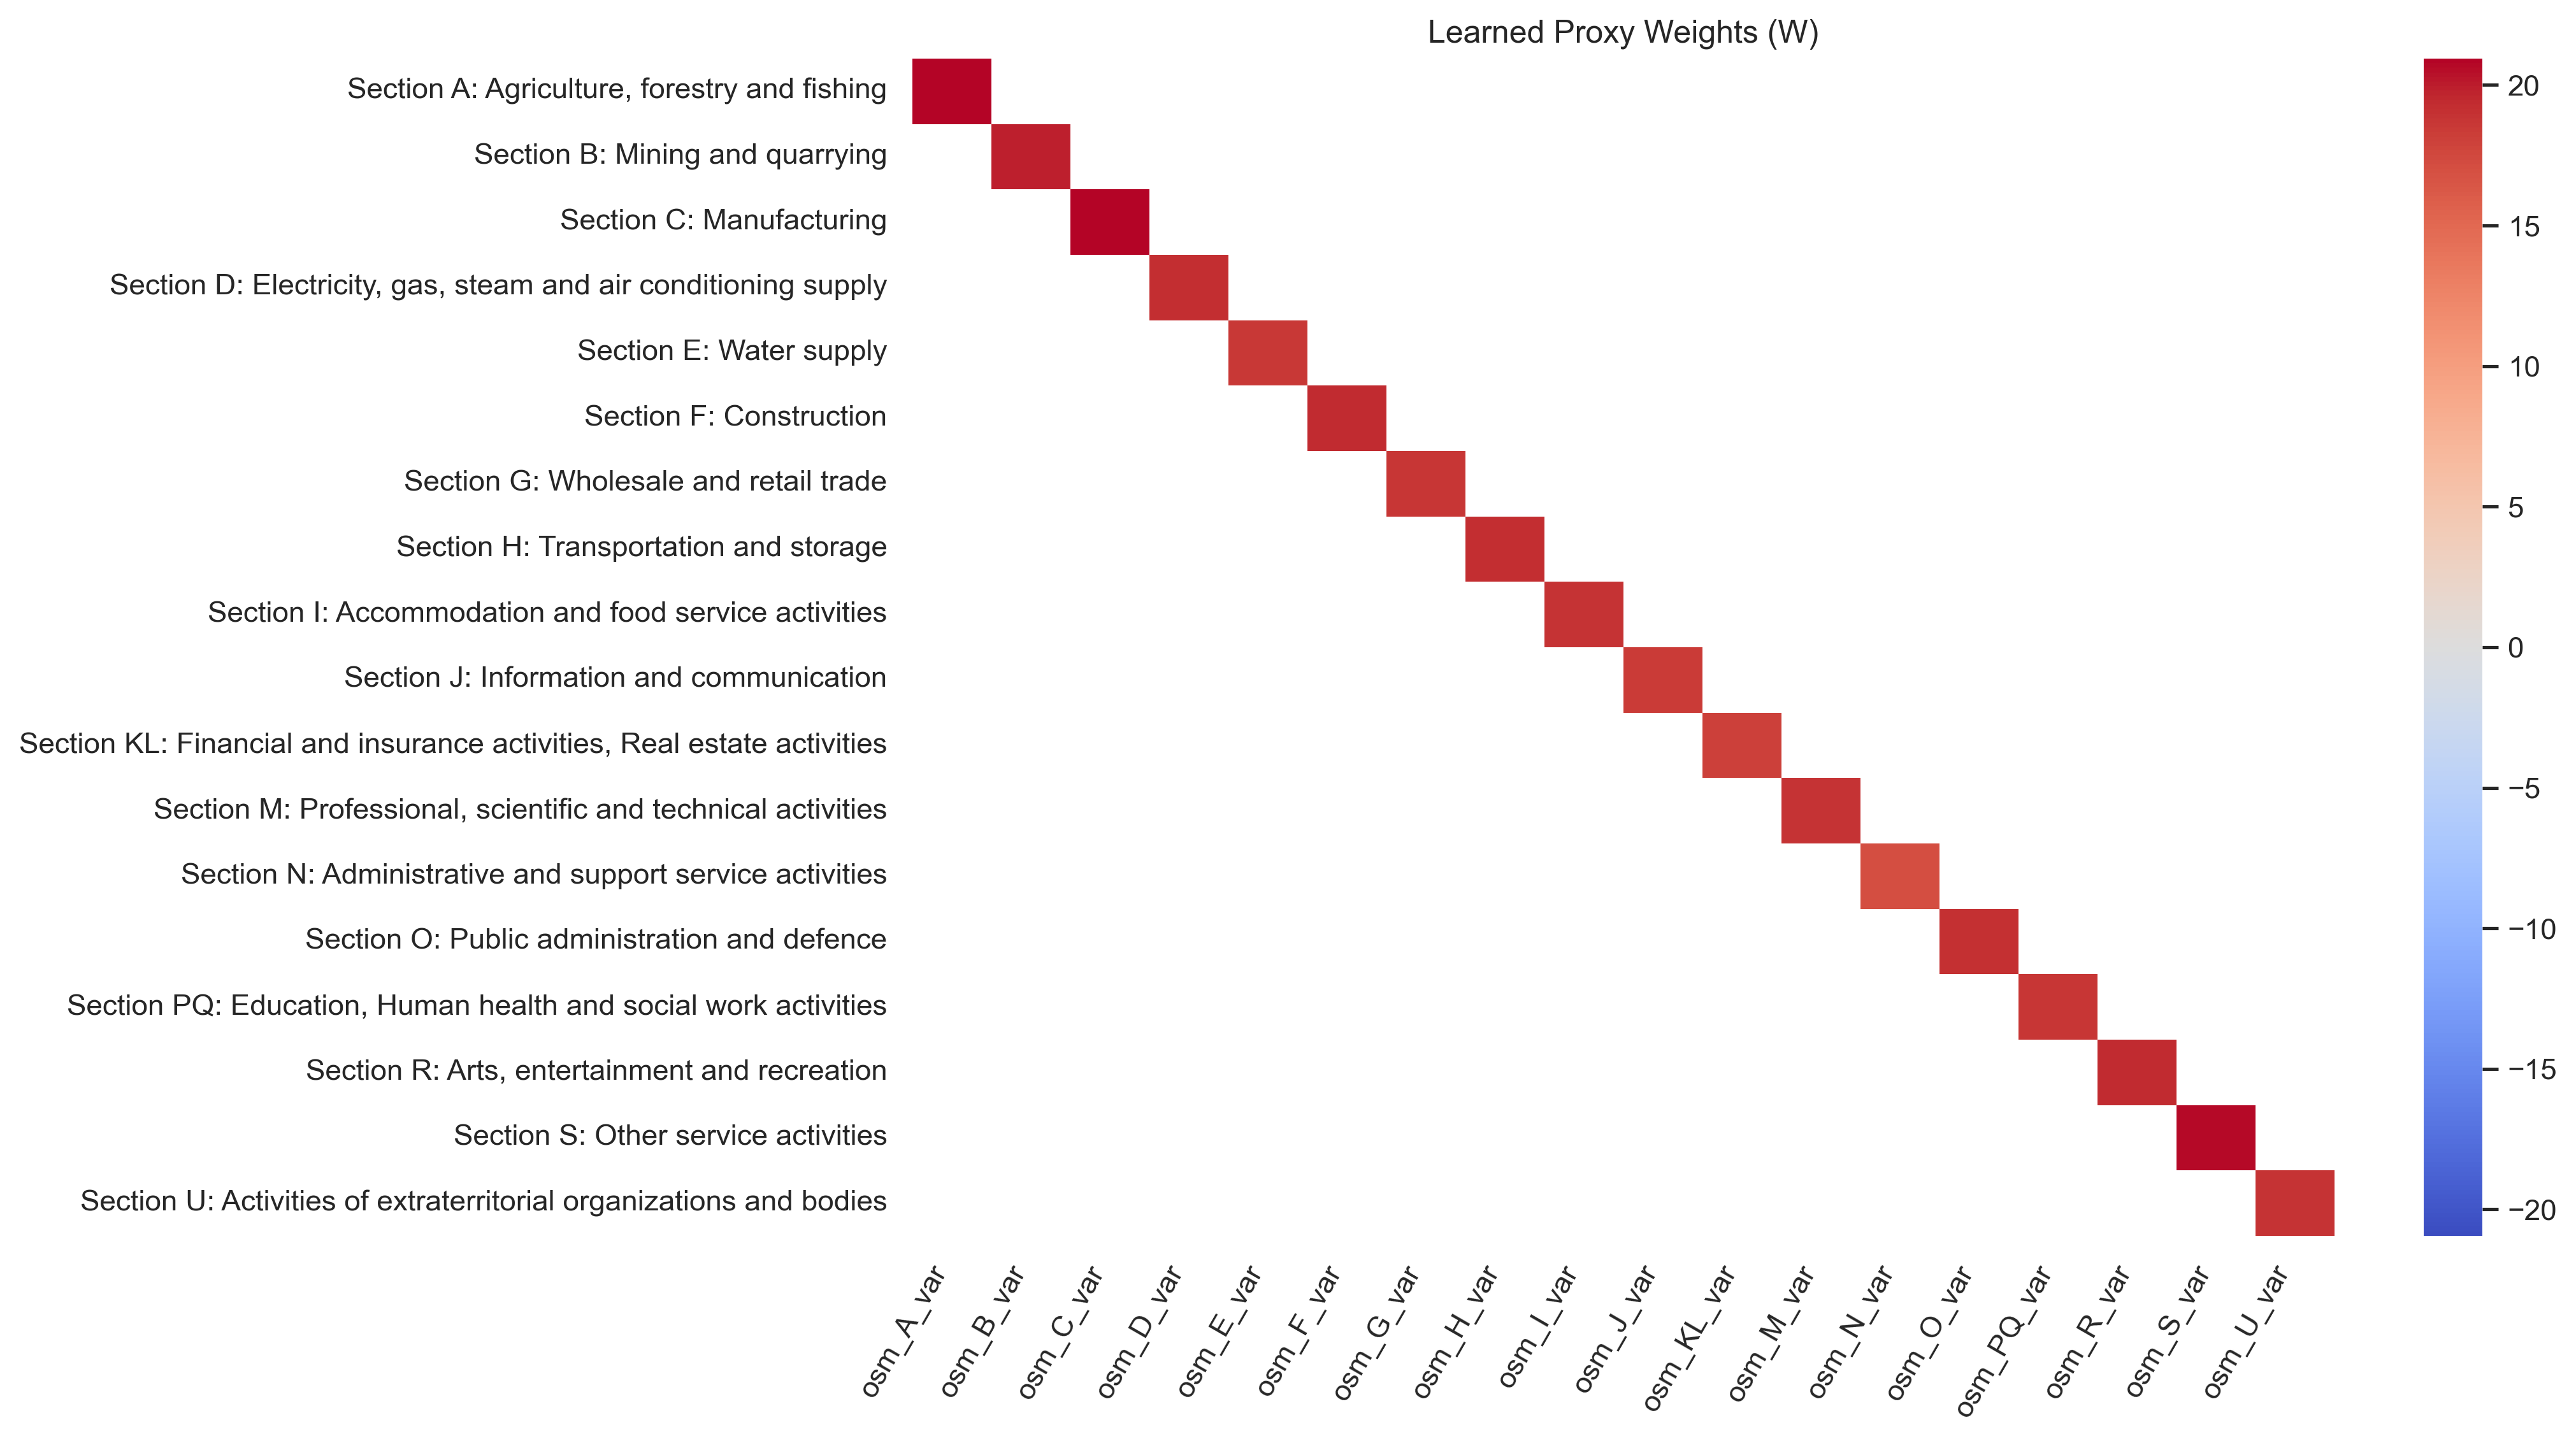 Learned Proxy Weights (W)
Section A: Agriculture, forestry and fishing
Section B: Mining and quarrying
Section C: Manufacturing
Section D: Electricity, gas, steam and air conditioning supply
Section E: Water supply
Section F: Construction
Section G: Wholesale and retail trade
Section H: Transportation and storage
Section I: Accommodation and food service activities
Section J: Information and communication
Section KL: Financial and insurance activities, Real estate activities
Section M: Professional, scientific and technical activities
Section N: Administrative and support service activities
Section O: Public administration and defence
Section PQ: Education, Human health and social work activities
Section R: Arts, entertainment and recreation
Section S: Other service activities
Section U: Activities of extraterritorial organizations and bodies
osm_A_var
osm_B_var
osm_C_var
osm_D_var
osm_E_var
osm_F_var
osm_G_var
osm_H_var
osm_I_var
osm_J_var
osm_KL_var
osm_M_var
osm_N_var
osm_O_var
osm_PQ_var
osm_R_var
osm_S_var
osm_U_var
20
15
10
5
0
−5
−10
−15
−20